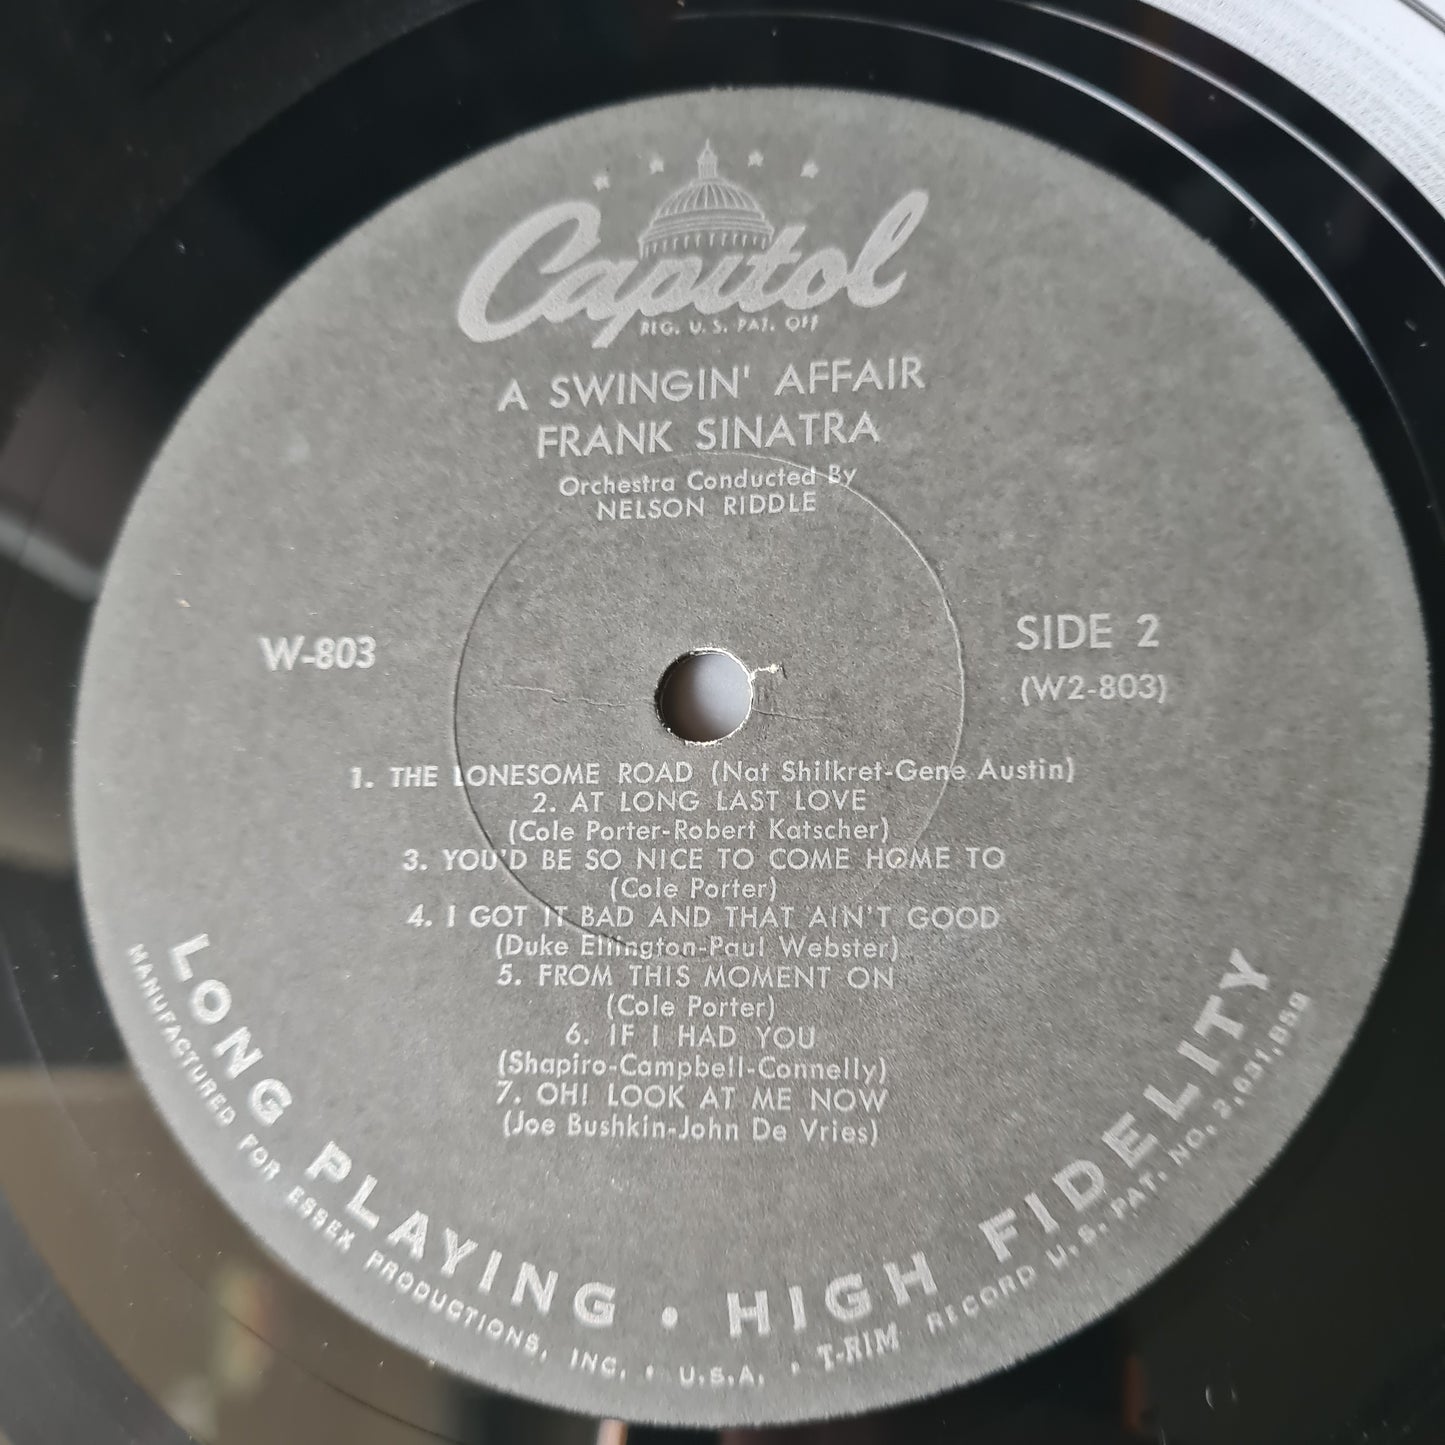 Capitol
REG. U. S. PAT. OFF
A SWINGIN' AFFAIR
FRANK SINATRA
Orchestra Conducted By
NELSON RIDDLE
W-803
SIDE 2
(W2-803)
1. THE LONESOME ROAD (Nat Shilkret-Gene Austin)
2. AT LONG LAST LOVE
(Cole Porter-Robert Katscher)
3. YOU'D BE SO NICE TO COME HOME TO
(Cole Porter)
4. I GOT IT BAD AND THAT AIN'T GOOD
(Duke Ellington-Paul Webster)
5. FROM THIS MOMENT ON
(Cole Porter)
6. IF I HAD YOU
(Shapiro-Campbell-Connelly)
7. OH! LOOK AT ME NOW
(Joe Bushkin-John De Vries)
LONG PLAYING • HIGH FIDELITY
MANUFACTURED FOR ESSEX PRODUCTIONS, INC. • U.S.A. • T-RIM RECORD U.S. PAT. NO. 2,631,859